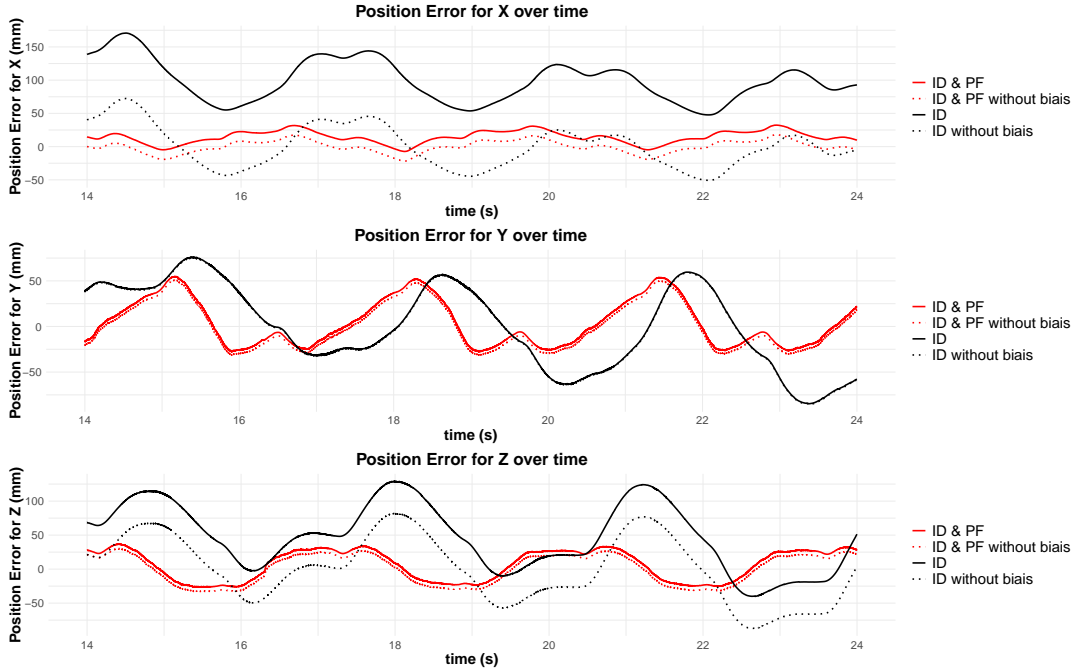 Position Error for X over time
Position Error for X (mm)
150
100
50
0
−50
14
16
18
20
22
24
time (s)
ID & PF
ID & PF without biais
ID
ID without biais
Position Error for Y over time
Position Error for Y (mm)
50
0
−50
14
16
18
20
22
24
time (s)
ID & PF
ID & PF without biais
ID
ID without biais
Position Error for Z over time
Position Error for Z (mm)
100
50
0
−50
14
16
18
20
22
24
time (s)
ID & PF
ID & PF without biais
ID
ID without biais